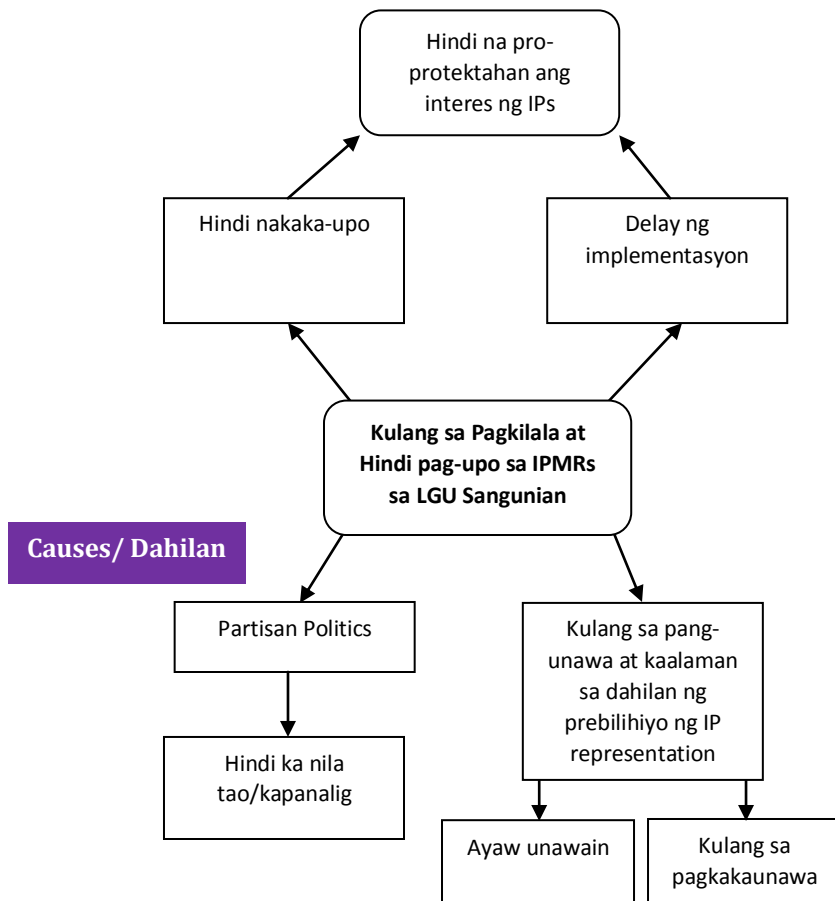 Hindi na pro-
protektahan ang
interes ng IPs
Hindi nakaka-upo
Delay ng
implementasyon
Kulang sa Pagkilala at
Hindi pag-upo sa IPMRs
sa LGU Sangunian
Causes/ Dahilan
Partisan Politics
Kulang sa pang-
unawa at kaalaman
sa dahilan ng
prebilihiyo ng IP
representation
Hindi ka nila
tao/kapanalig
Ayaw unawain
Kulang sa
pagkakaunawa